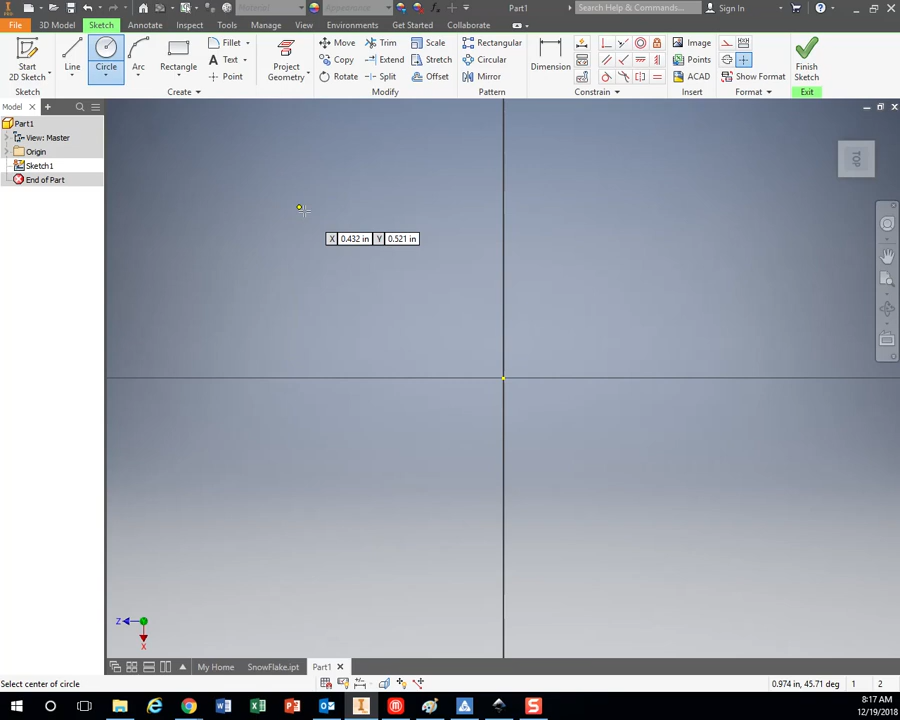 Material Appearance Part1 Search Help & Commands... Sign In
File 3D Model Sketch Annotate Inspect Tools Manage View Environments Get Started Collaborate
PRO
Start
2D Sketch
Line
Circle
Arc
Rectangle
Fillet
Text
Point
Project
Geometry
Move
Copy
Rotate
Trim
Extend
Split
Scale
Stretch
Offset
Rectangular
Circular
Mirror
Dimension
Image
Points
ACAD
Show Format
Finish
Sketch
Sketch Create Modify Pattern Constrain Insert Format Exit
Model
Part1
View: Master
Origin
Sketch1
End of Part
TOP
X 0.432 in Y 0.521 in
Z
X
My Home SnowFlake.ipt Part1
Select center of circle 0.974 in, 45.71 deg 1 2
8:17 AM
12/19/2018